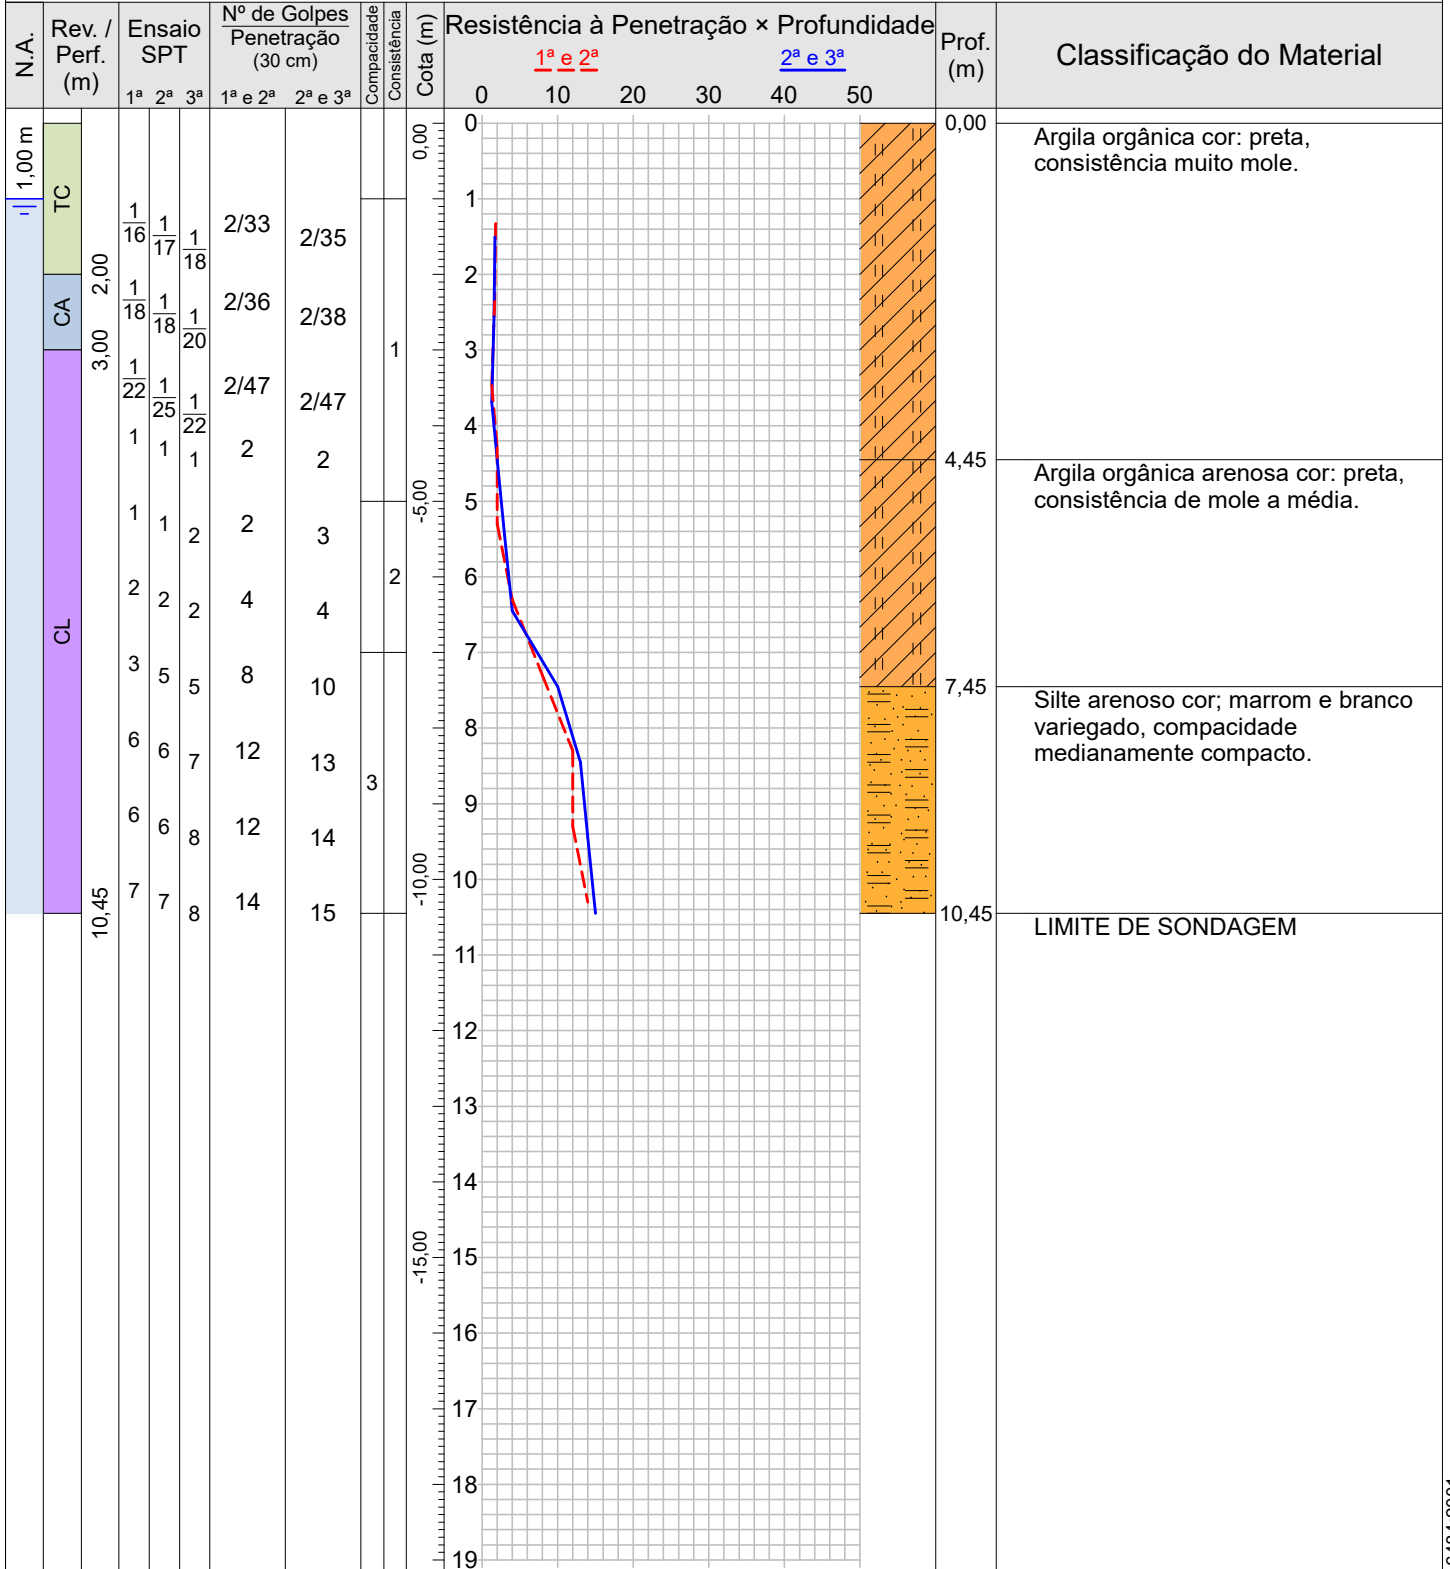 N.A.
Rev. /
Perf.
(m)
Ensaio
SPT
1ª 2ª 3ª
Nº de Golpes
Penetração
(30 cm)
1ª e 2ª 2ª e 3ª
Compacidade
Consistência
Cota (m)
Resistência à Penetração × Profundidade
1ª e 2ª 2ª e 3ª
0 10 20 30 40 50
Prof.
(m)
Classificação do Material
1,00 m
TC
2,00
CA
3,00
CL
10,45
1/16 1/17 1/18 2/33 2/35
1/18 1/18 1/20 2/36 2/38
1/22 1/25 1/22 2/47 2/47
1 1 1 2 2
1 1 2 2 3
2 2 2 4 4
3 5 5 8 10
6 6 7 12 13
6 6 8 12 14
7 7 8 14 15
1
2
3
0,00
-5,00
-10,00
-15,00
0
1
2
3
4
5
6
7
8
9
10
11
12
13
14
15
16
17
18
19
0,00
Argila orgânica cor: preta,
consistência muito mole.
4,45
Argila orgânica arenosa cor: preta,
consistência de mole a média.
7,45
Silte arenoso cor; marrom e branco
variegado, compacidade
medianamente compacto.
10,45
LIMITE DE SONDAGEM